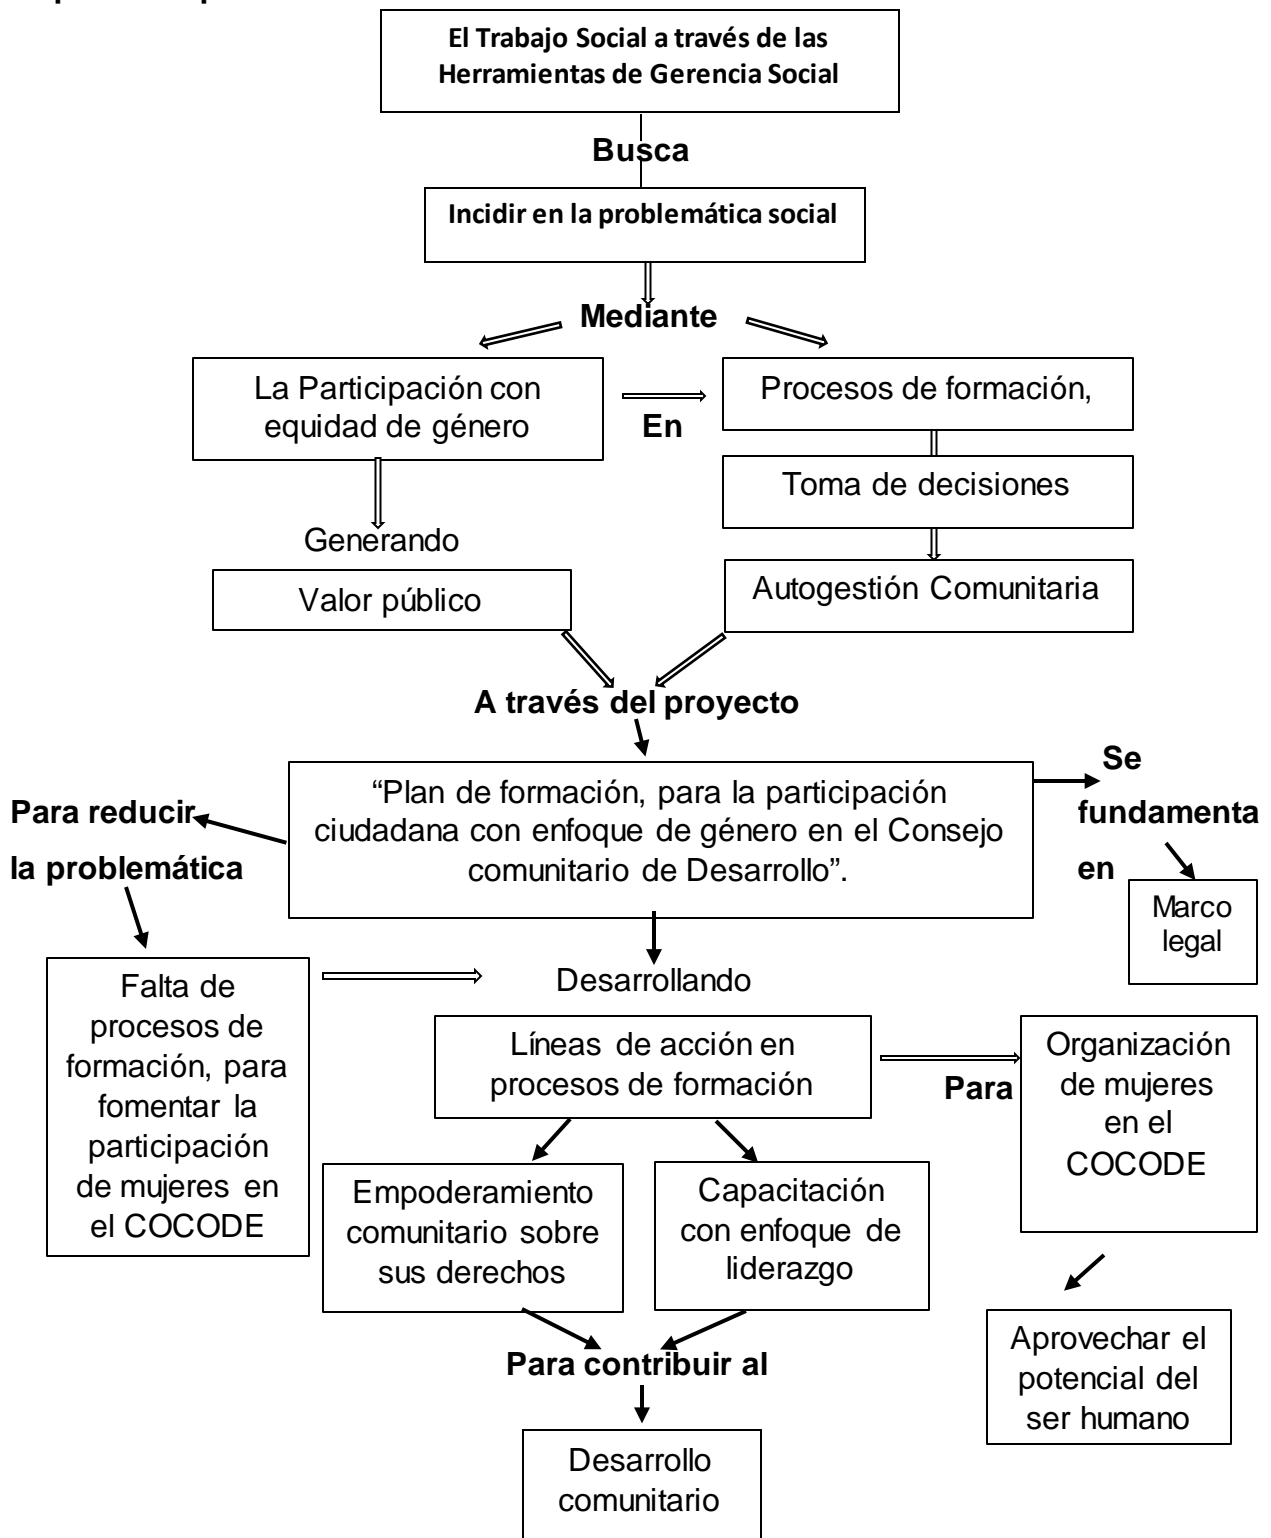 El Trabajo Social a través de las
Herramientas de Gerencia Social
Busca
Incidir en la problemática social
Mediante
La Participación con
equidad de género
En
Procesos de formación,
Toma de decisiones
Autogestión Comunitaria
Generando
Valor público
A través del proyecto
“Plan de formación, para la participación
ciudadana con enfoque de género en el Consejo
comunitario de Desarrollo”.
Se
fundamenta
en
Marco
legal
Para reducir
la problemática
Falta de
procesos de
formación, para
fomentar la
participación
de mujeres en
el COCODE
Desarrollando
Líneas de acción en
procesos de formación
Para
Organización
de mujeres
en el
COCODE
Empoderamiento
comunitario sobre
sus derechos
Capacitación
con enfoque de
liderazgo
Aprovechar el
potencial del
ser humano
Para contribuir al
Desarrollo
comunitario